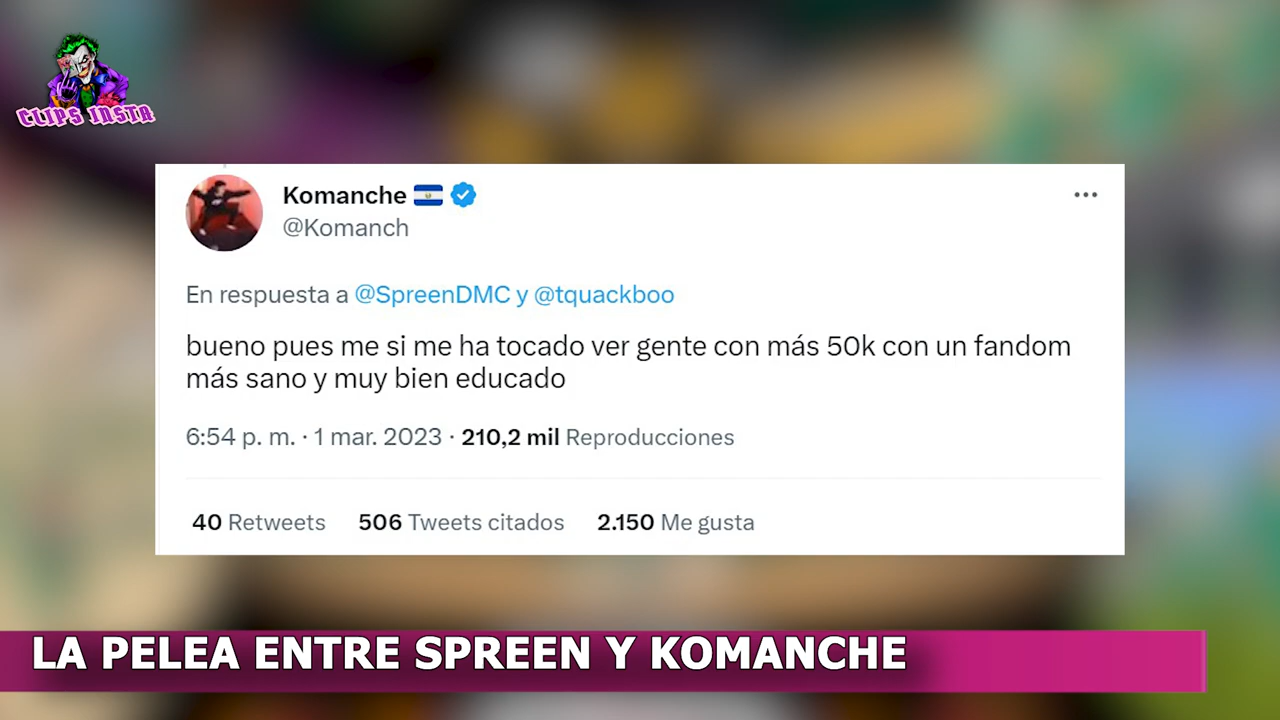 CLIPS INSTA
Komanche
@Komanch
En respuesta a @SpreenDMC y @tquackboo
bueno pues me si me ha tocado ver gente con más 50k con un fandom
más sano y muy bien educado
6:54 p. m. · 1 mar. 2023 · 210,2 mil Reproducciones
40 Retweets 506 Tweets citados 2.150 Me gusta
LA PELEA ENTRE SPREEN Y KOMANCHE